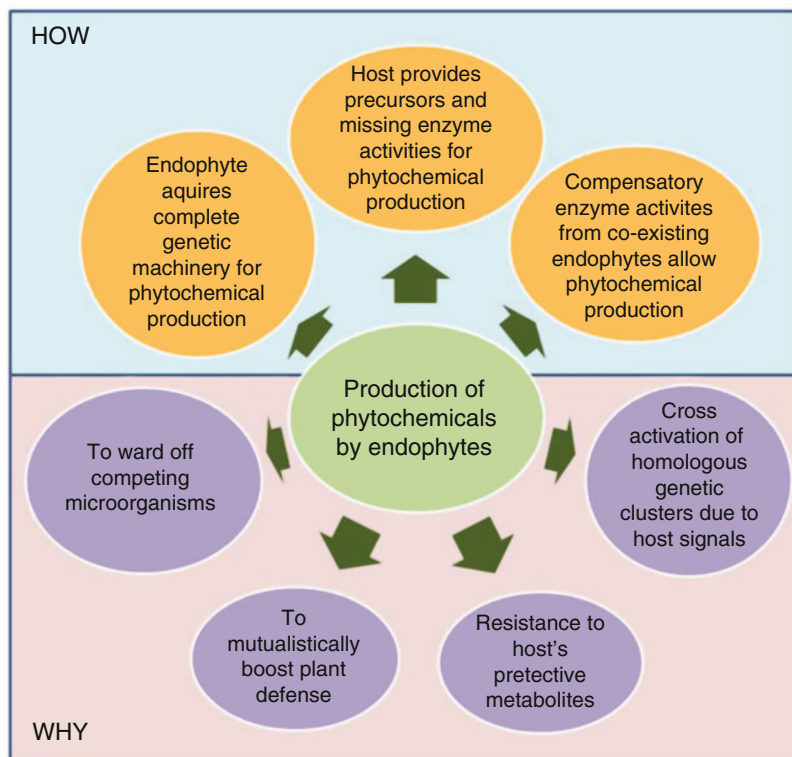 HOW
Host provides
precursors and
missing enzyme
activities for
phytochemical
production
Endophyte
aquires
complete
genetic
machinery for
phytochemical
production
Compensatory
enzyme activites
from co-existing
endophytes allow
phytochemical
production
Production of
phytochemicals
by endophytes
To ward off
competing
microorganisms
Cross
activation of
homologous
genetic
clusters due to
host signals
To
mutualistically
boost plant
defense
Resistance to
host's
pretective
metabolites
WHY